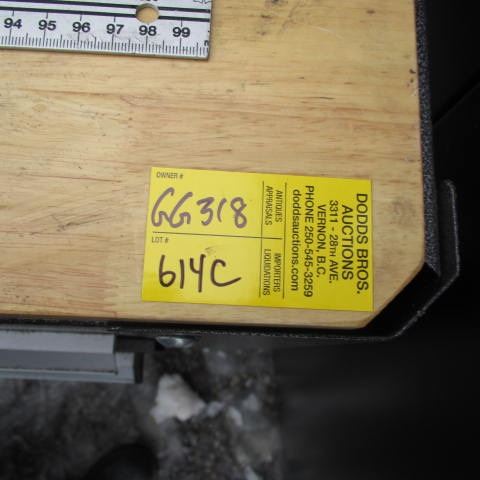 94 95 96 97 98 99
OWNER #
GG318
LOT #
614C
ANTIQUES
APPRAISALS
IMPORTERS
LIQUIDATIONS
DODDS BROS.
AUCTIONS
3311 - 28TH AVE.
VERNON, B.C.
PHONE 250-545-3259
doddsauctions.com